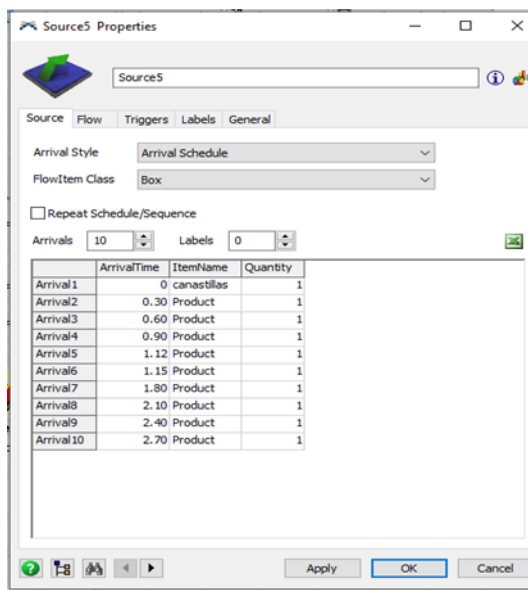 Source5 Properties
Source5
Source Flow Triggers Labels General
Arrival Style Arrival Schedule
FlowItem Class Box
Repeat Schedule/Sequence
Arrivals 10 Labels 0
ArrivalTime ItemName Quantity
Arrival1 0 canastillas 1
Arrival2 0.30 Product 1
Arrival3 0.60 Product 1
Arrival4 0.90 Product 1
Arrival5 1.12 Product 1
Arrival6 1.15 Product 1
Arrival7 1.80 Product 1
Arrival8 2.10 Product 1
Arrival9 2.40 Product 1
Arrival10 2.70 Product 1
Apply OK Cancel